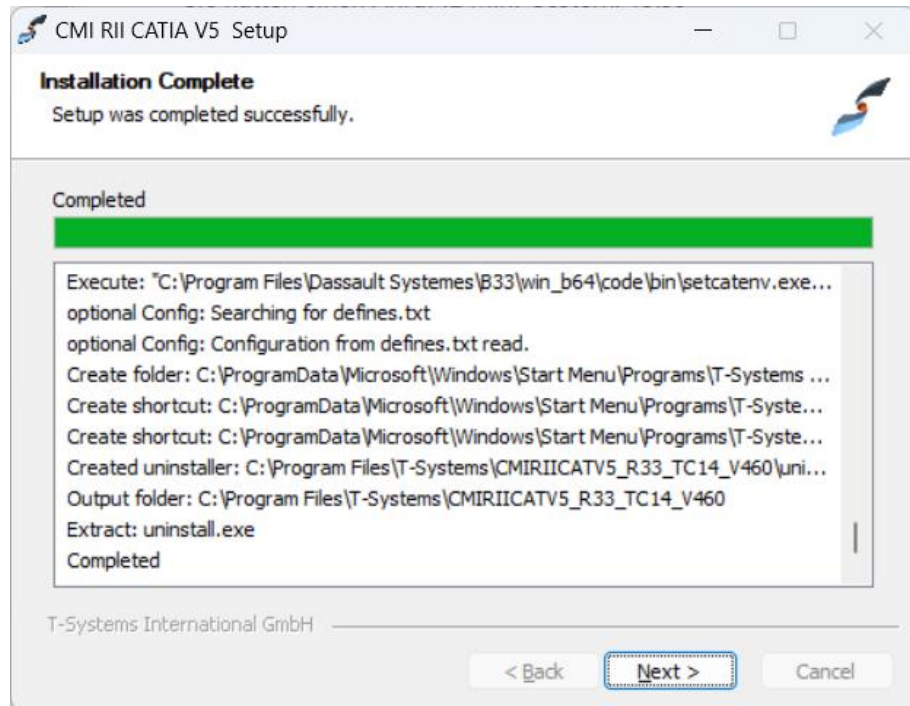 CMI RII CATIA V5 Setup
Installation Complete
Setup was completed successfully.
Completed
Execute: "C:\Program Files\Dassault Systemes\B33\win_b64\code\bin\setcatenv.exe...
optional Config: Searching for defines.txt
optional Config: Configuration from defines.txt read.
Create folder: C:\ProgramData\Microsoft\Windows\Start Menu\Programs\T-Systems ...
Create shortcut: C:\ProgramData\Microsoft\Windows\Start Menu\Programs\T-Syste...
Create shortcut: C:\ProgramData\Microsoft\Windows\Start Menu\Programs\T-Syste...
Created uninstaller: C:\Program Files\T-Systems\CMIRIICATV5_R33_TC14_V460\uni...
Output folder: C:\Program Files\T-Systems\CMIRIICATV5_R33_TC14_V460
Extract: uninstall.exe
Completed
T-Systems International GmbH
< Back
Next >
Cancel